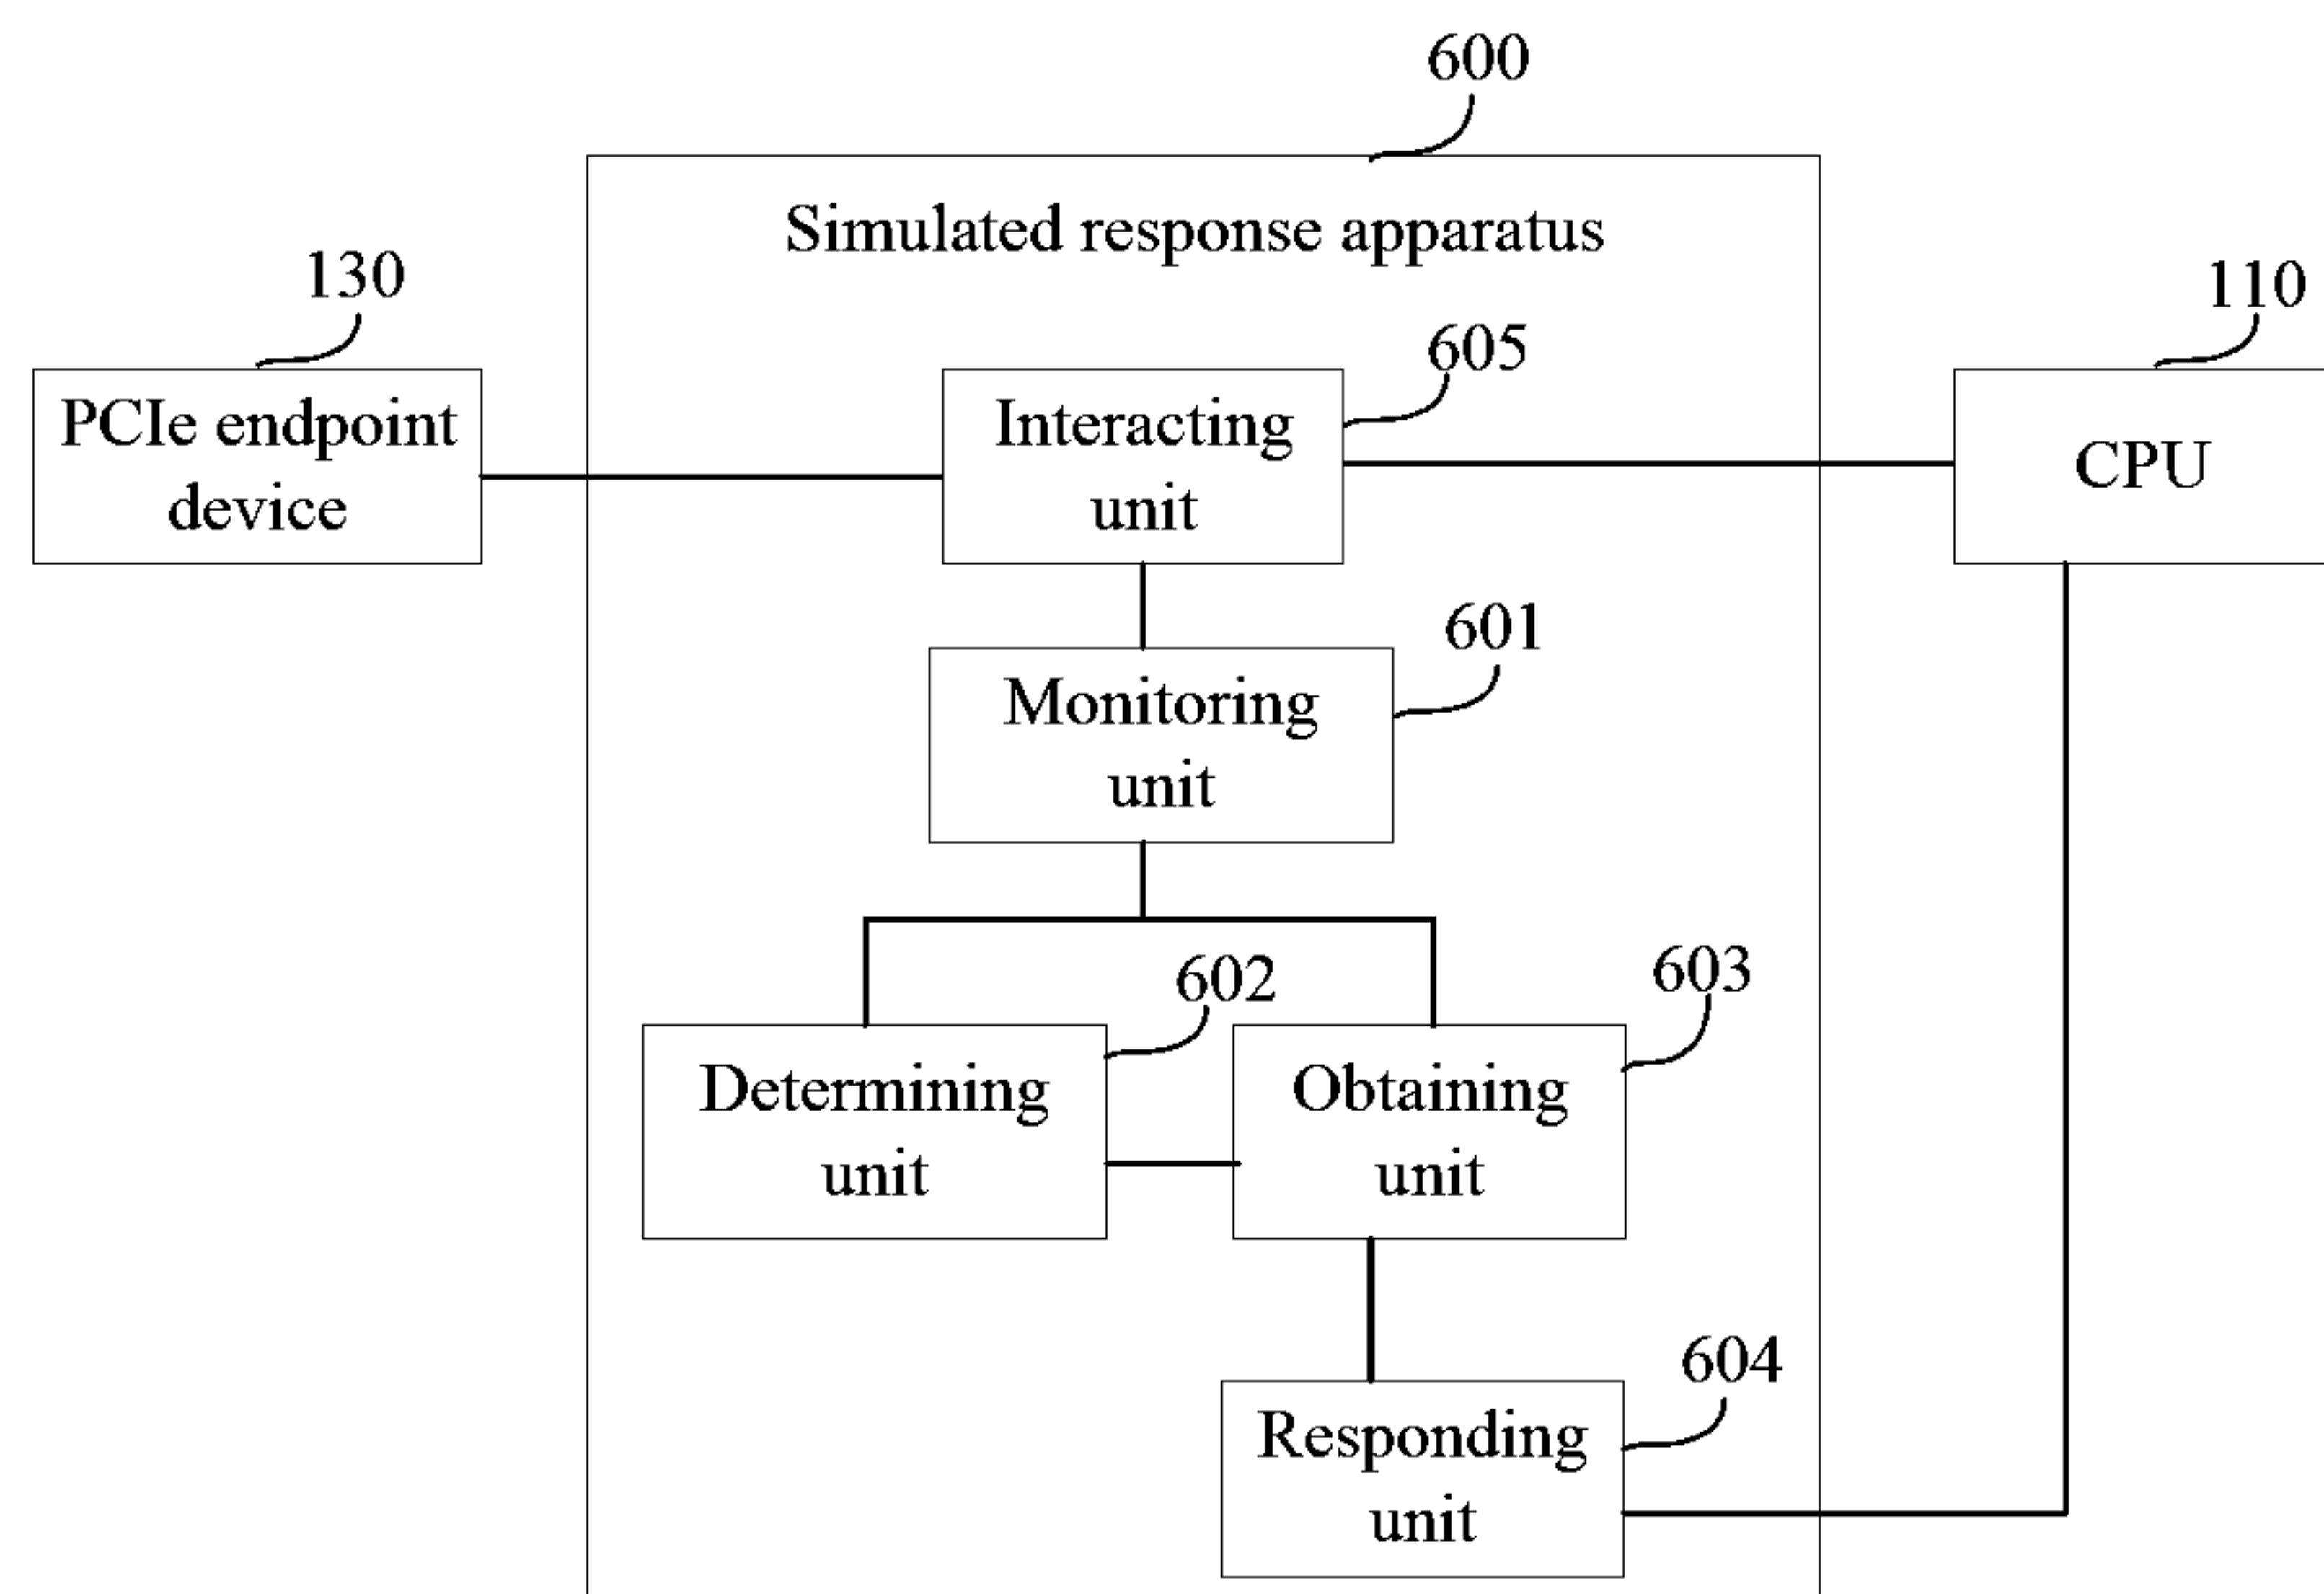 600
Simulated response apparatus
130
110
605
PCIe endpoint
device
Interacting
unit
CPU
601
Monitoring
unit
602
603
Determining
unit
Obtaining
unit
604
Responding
unit